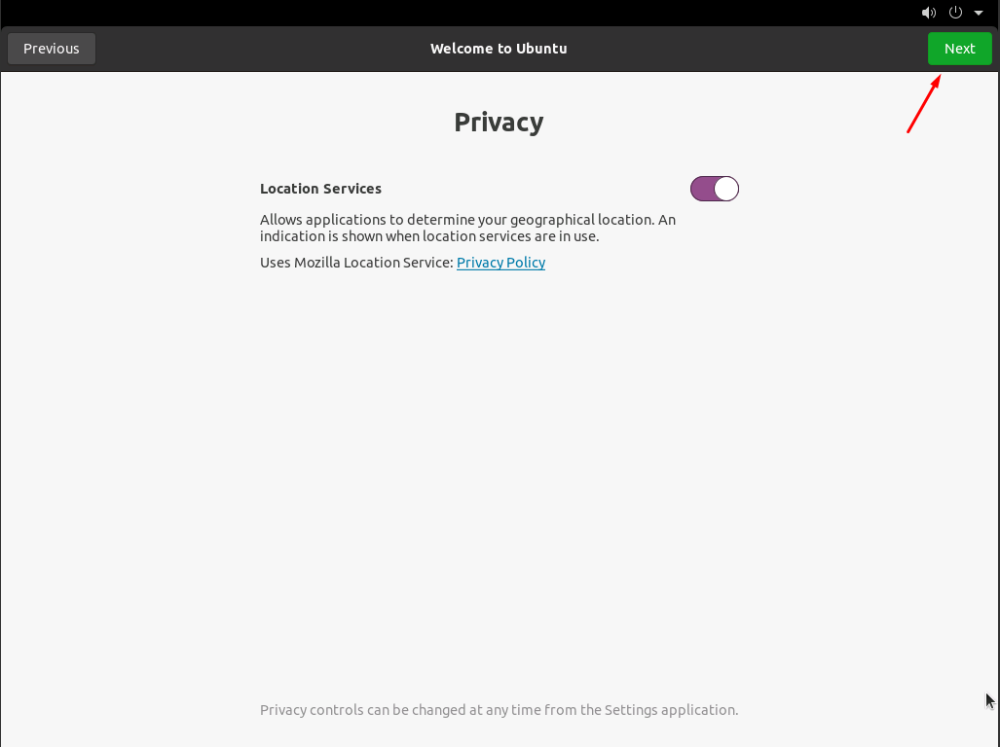 Previous
Welcome to Ubuntu
Next
Privacy
Location Services
Allows applications to determine your geographical location. An
indication is shown when location services are in use.
Uses Mozilla Location Service: Privacy Policy
Privacy controls can be changed at any time from the Settings application.